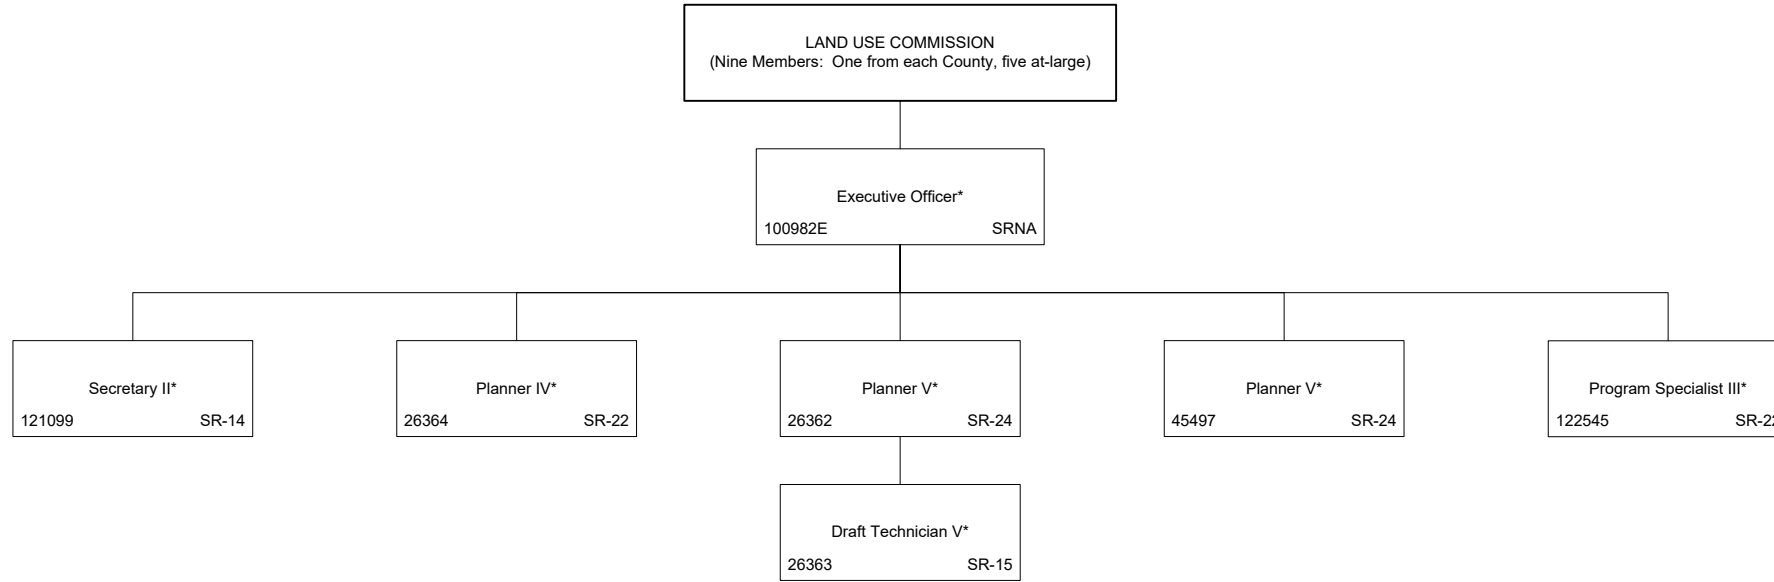 LAND USE COMMISSION
(Nine Members:  One from each County, five at-large)
Executive Officer*
100982E SRNA
Secretary II*
121099 SR-14
Planner IV*
26364 SR-22
Planner V*
26362 SR-24
Planner V*
45497 SR-24
Program Specialist III*
122545 SR-22
Draft Technician V*
26363 SR-15